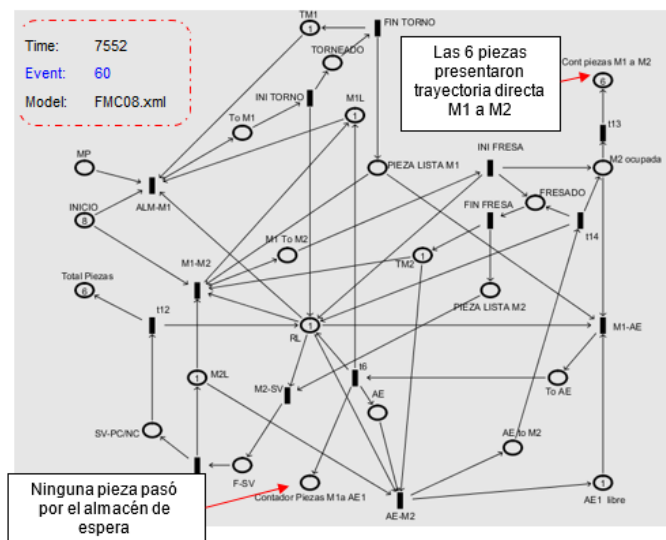 Time: 7552
Event: 60
Model: FMC08.xml
TM1
1
FIN TORNO
TORNEADO
Las 6 piezas
presentaron
trayectoria directa
M1 a M2
Cont piezas M1 a M2
6
INI TORNO
To M1
M1L
1
t13
INI FRESA
MP
PIEZA LISTA M1
M2 ocupada
ALM-M1
FRESADO
INICIO
8
FIN FRESA
t14
M1 To M2
M1-M2
TM2
1
Total Piezas
6
PIEZA LISTA M2
t12
1
RL
M1-AE
M2L
1
t6
M2-SV
AE
To AE
SV-PC/NC
AE to M2
F-SV
Contador Piezas M1a AE1
1
AE1 libre
AE-M2
Ninguna pieza pasó
por el almacén de
espera